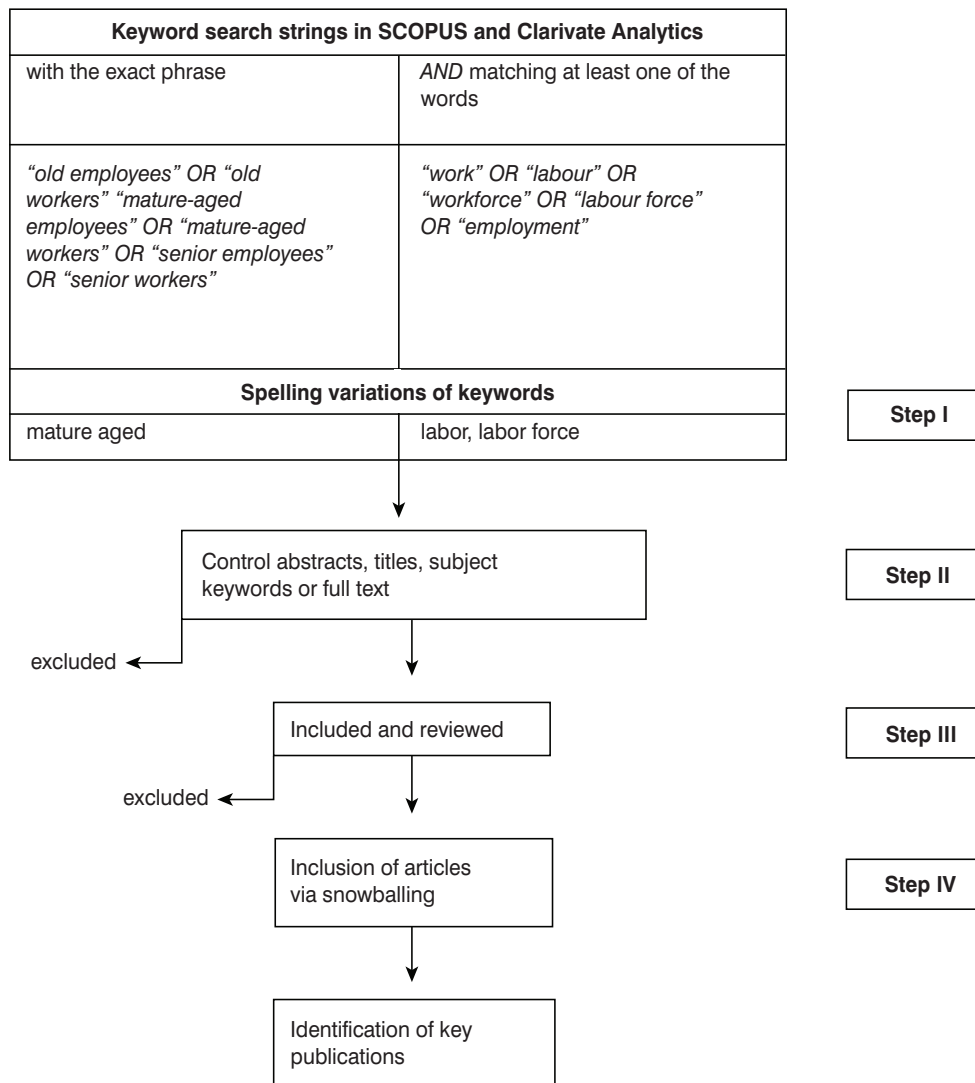 Keyword search strings in SCOPUS and Clarivate Analytics
with the exact phrase
AND matching at least one of the
words
“old employees” OR “old
workers” “mature-aged
employees” OR “mature-aged
workers” OR “senior employees”
OR “senior workers”
“work” OR “labour” OR
“workforce” OR “labour force”
OR “employment”
Spelling variations of keywords
mature aged
labor, labor force
Step I
Control abstracts, titles, subject
keywords or full text
Step II
excluded
Included and reviewed
Step III
excluded
Inclusion of articles
via snowballing
Step IV
Identification of key
publications